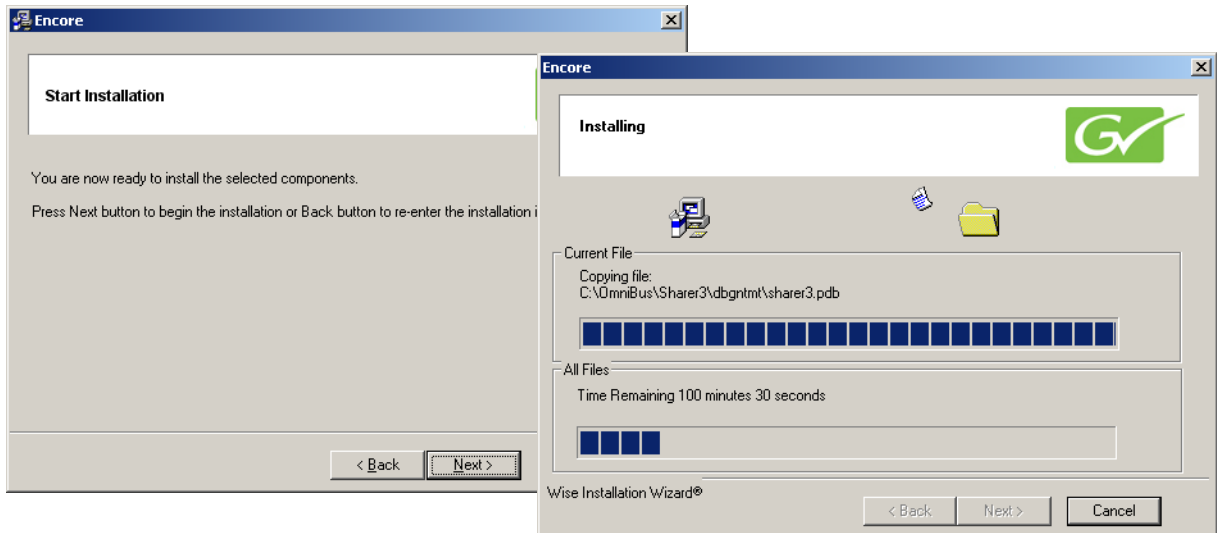 Encore
Start Installation
You are now ready to install the selected components.
Press Next button to begin the installation or Back button to re-enter the installation i
< Back
Next >
Encore
Installing
GV
Current File
Copying file:
C:\OmniBus\Sharer3\dbgntmt\sharer3.pdb
All Files
Time Remaining 100 minutes 30 seconds
Wise Installation Wizard®
< Back
Next >
Cancel